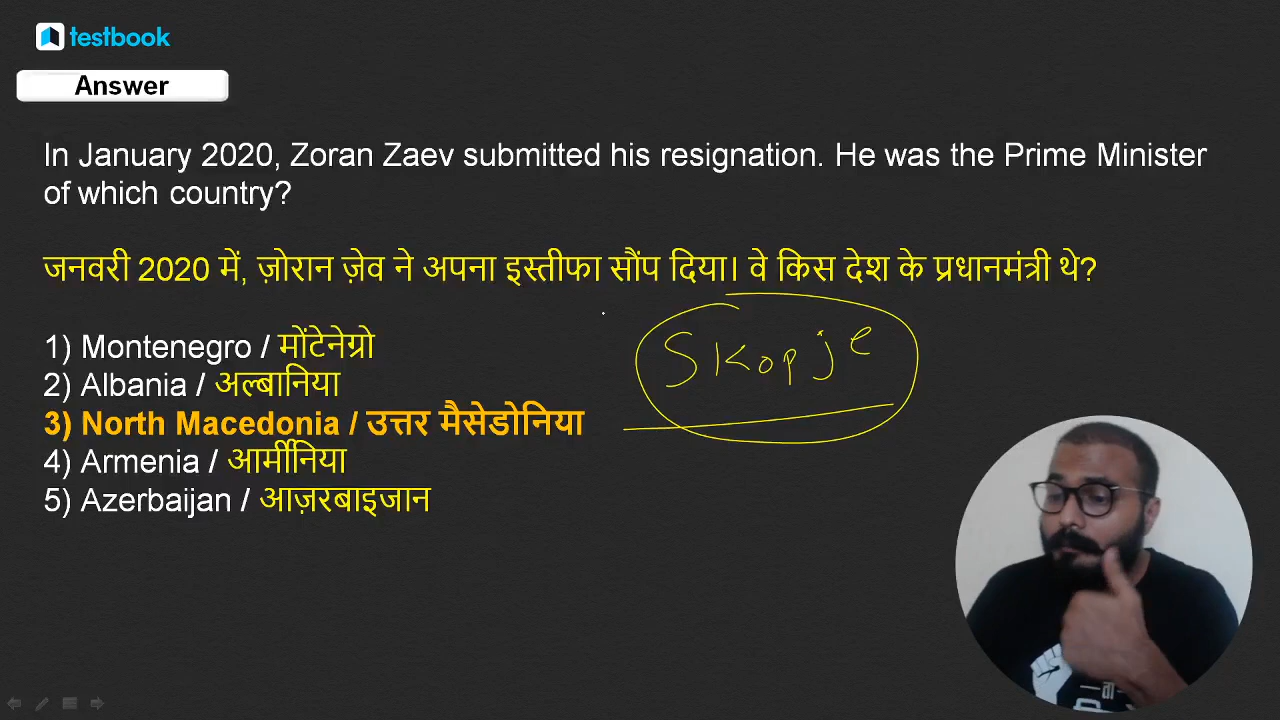 testbook
Answer
In January 2020, Zoran Zaev submitted his resignation. He was the Prime Minister
of which country?
जनवरी 2020 में, ज़ोरान ज़ेव ने अपना इस्तीफा सौंप दिया। वे किस देश के प्रधानमंत्री थे?
1) Montenegro / मोंटेनेग्रो
2) Albania / अल्बानिया
3) North Macedonia / उत्तर मैसेडोनिया
4) Armenia / आर्मीनिया
5) Azerbaijan / आज़रबाइजान
Skopje